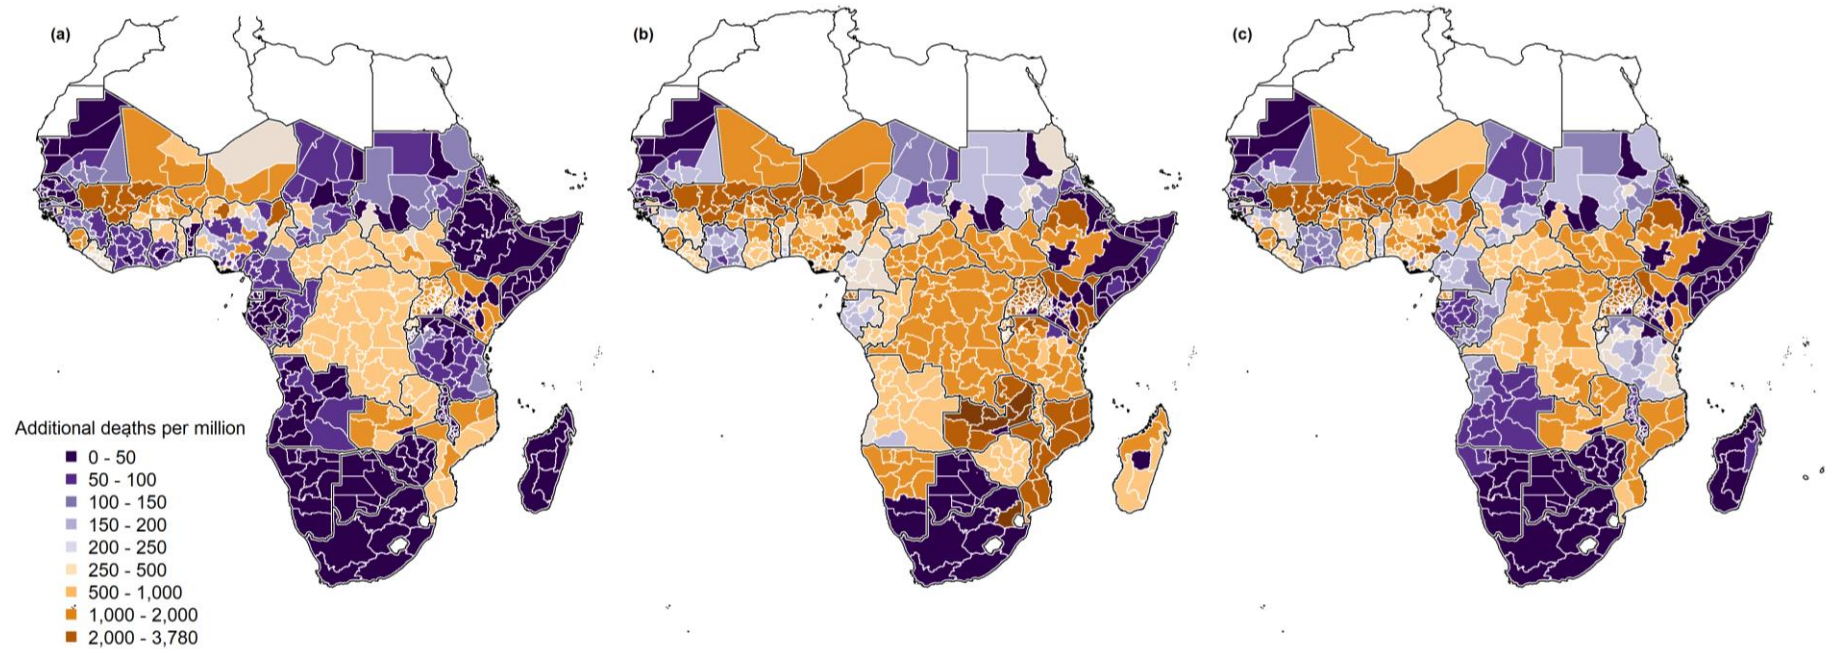 (a)
(b)
(c)
Additional deaths per million
0 - 50
50 - 100
100 - 150
150 - 200
200 - 250
250 - 500
500 - 1,000
1,000 - 2,000
2,000 - 3,780